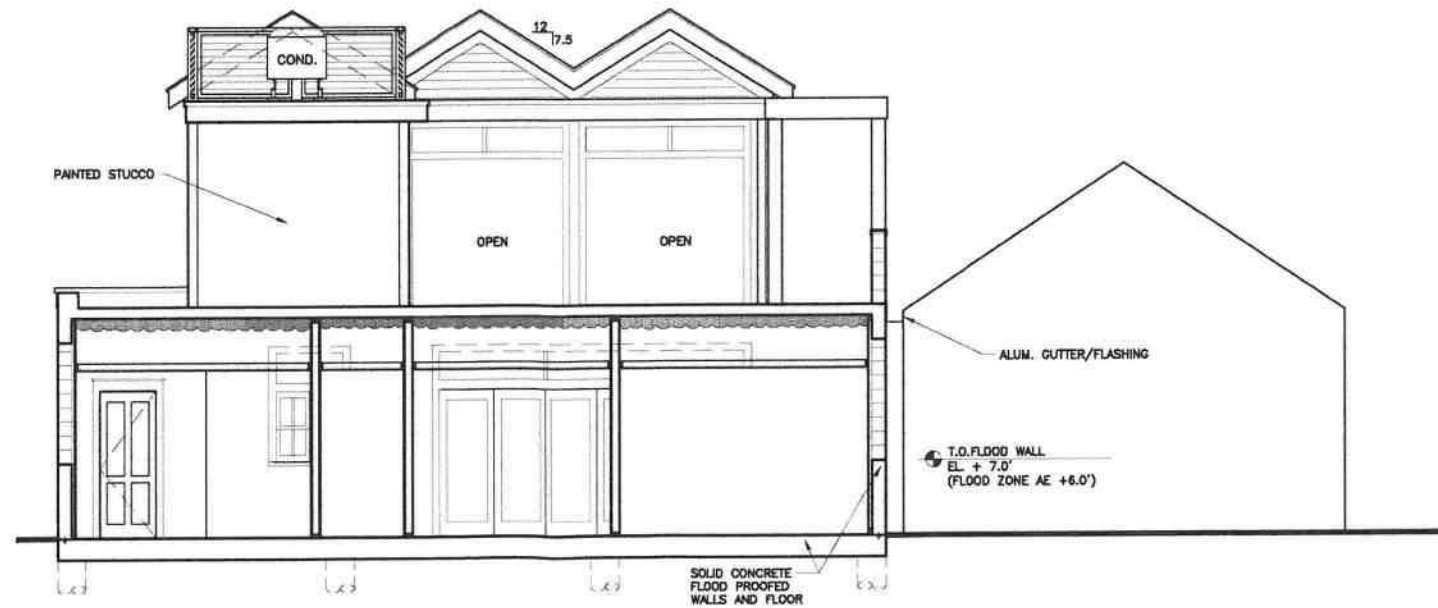 12
7.5
COND.
PAINTED STUCCO
OPEN
OPEN
ALUM. GUTTER/FLASHING
T.O.FLOOD WALL
EL. + 7.0'
(FLOOD ZONE AE +6.0')
SOLID CONCRETE
FLOOD PROOFED
WALLS AND FLOOR